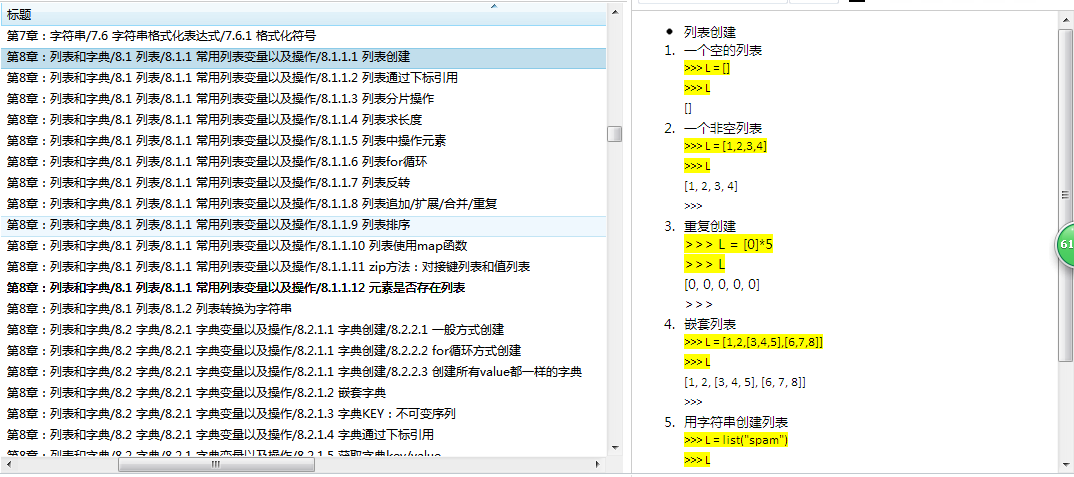 标题
第7章：字符串/7.6 字符串格式化表达式/7.6.1 格式化符号
第8章：列表和字典/8.1 列表/8.1.1 常用列表变量以及操作/8.1.1.1 列表创建
第8章：列表和字典/8.1 列表/8.1.1 常用列表变量以及操作/8.1.1.2 列表通过下标引用
第8章：列表和字典/8.1 列表/8.1.1 常用列表变量以及操作/8.1.1.3 列表分片操作
第8章：列表和字典/8.1 列表/8.1.1 常用列表变量以及操作/8.1.1.4 列表求长度
第8章：列表和字典/8.1 列表/8.1.1 常用列表变量以及操作/8.1.1.5 列表中操作元素
第8章：列表和字典/8.1 列表/8.1.1 常用列表变量以及操作/8.1.1.6 列表for循环
第8章：列表和字典/8.1 列表/8.1.1 常用列表变量以及操作/8.1.1.7 列表反转
第8章：列表和字典/8.1 列表/8.1.1 常用列表变量以及操作/8.1.1.8 列表追加/扩展/合并/重复
第8章：列表和字典/8.1 列表/8.1.1 常用列表变量以及操作/8.1.1.9 列表排序
第8章：列表和字典/8.1 列表/8.1.1 常用列表变量以及操作/8.1.1.10 列表使用map函数
第8章：列表和字典/8.1 列表/8.1.1 常用列表变量以及操作/8.1.1.11 zip方法：对接键列表和值列表
第8章：列表和字典/8.1 列表/8.1.1 常用列表变量以及操作/8.1.1.12 元素是否存在列表
第8章：列表和字典/8.1 列表/8.1.2 列表转换为字符串
第8章：列表和字典/8.2 字典/8.2.1 字典变量以及操作/8.2.1.1 字典创建/8.2.2.1 一般方式创建
第8章：列表和字典/8.2 字典/8.2.1 字典变量以及操作/8.2.1.1 字典创建/8.2.2.2 for循环方式创建
第8章：列表和字典/8.2 字典/8.2.1 字典变量以及操作/8.2.1.1 字典创建/8.2.2.3 创建所有value都一样的字典
第8章：列表和字典/8.2 字典/8.2.1 字典变量以及操作/8.2.1.2 嵌套字典
第8章：列表和字典/8.2 字典/8.2.1 字典变量以及操作/8.2.1.3 字典KEY：不可变序列
第8章：列表和字典/8.2 字典/8.2.1 字典变量以及操作/8.2.1.4 字典通过下标引用
第8章：列表和字典/8.2 字典/8.2.1 字典变量以及操作/8.2.1.5 获取字典key/value
● 列表创建
1. 一个空的列表
>>> L = []
>>> L
[]
2. 一个非空列表
>>> L = [1,2,3,4]
>>> L
[1, 2, 3, 4]
>>>
3. 重复创建
>>> L = [0]*5
>>> L
[0, 0, 0, 0, 0]
>>>
4. 嵌套列表
>>> L = [1,2,[3,4,5],[6,7,8]]
>>> L
[1, 2, [3, 4, 5], [6, 7, 8]]
>>>
5. 用字符串创建列表
>>> L = list("spam")
>>> L
61